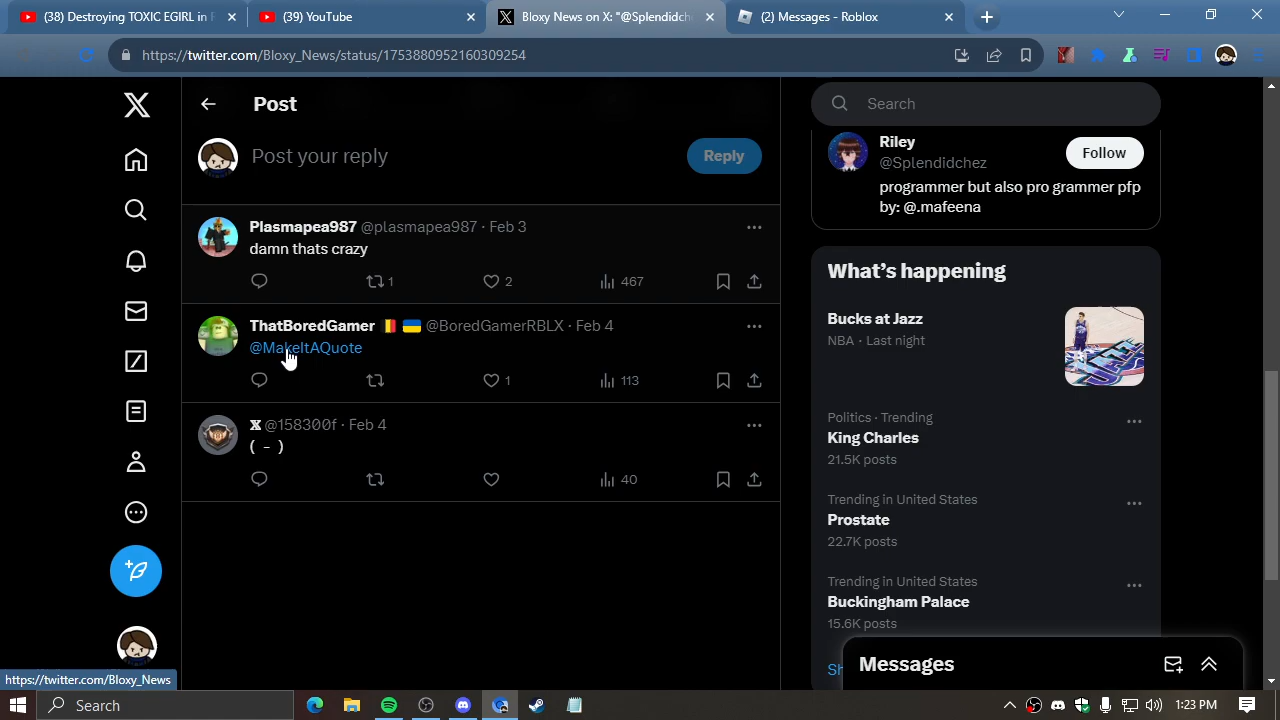 (38) Destroying TOXIC EGIRL in F
(39) YouTube
Bloxy News on X: "@Splendidche
(2) Messages - Roblox
https://twitter.com/Bloxy_News/status/1753880952160309254
Post
Post your reply
Reply
Plasmapea987 @plasmapea987 · Feb 3
damn thats crazy
1
2
467
ThatBoredGamer 🇧🇪 🇺🇦 @BoredGamerRBLX · Feb 4
@MakeItAQuote
1
113
𝕏 @158300f · Feb 4
( - )
40
Search
Riley
@Splendidchez
Follow
programmer but also pro grammer pfp
by: @.mafeena
What's happening
Bucks at Jazz
NBA · Last night
Politics · Trending
King Charles
21.5K posts
Trending in United States
Prostate
22.7K posts
Trending in United States
Buckingham Palace
15.6K posts
Sh
Messages
https://twitter.com/Bloxy_News
Search
1:23 PM